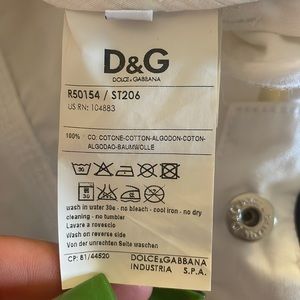 D&G
DOLCE & GABBANA
R50154 / ST206
US RN: 104883
100% CO: COTONE-COTTON-ALGODON-COTON-
ALGODAO-BAUMWOLLE
wash in water 30ø - no bleach - cool iron - no dry
cleaning - no tumbler
Lavare a rovescio
Wash on reverse side
Von der unrechten Seite waschen
CP: 81/44520
DOLCE&GABBANA
INDUSTRIA S.P.A.